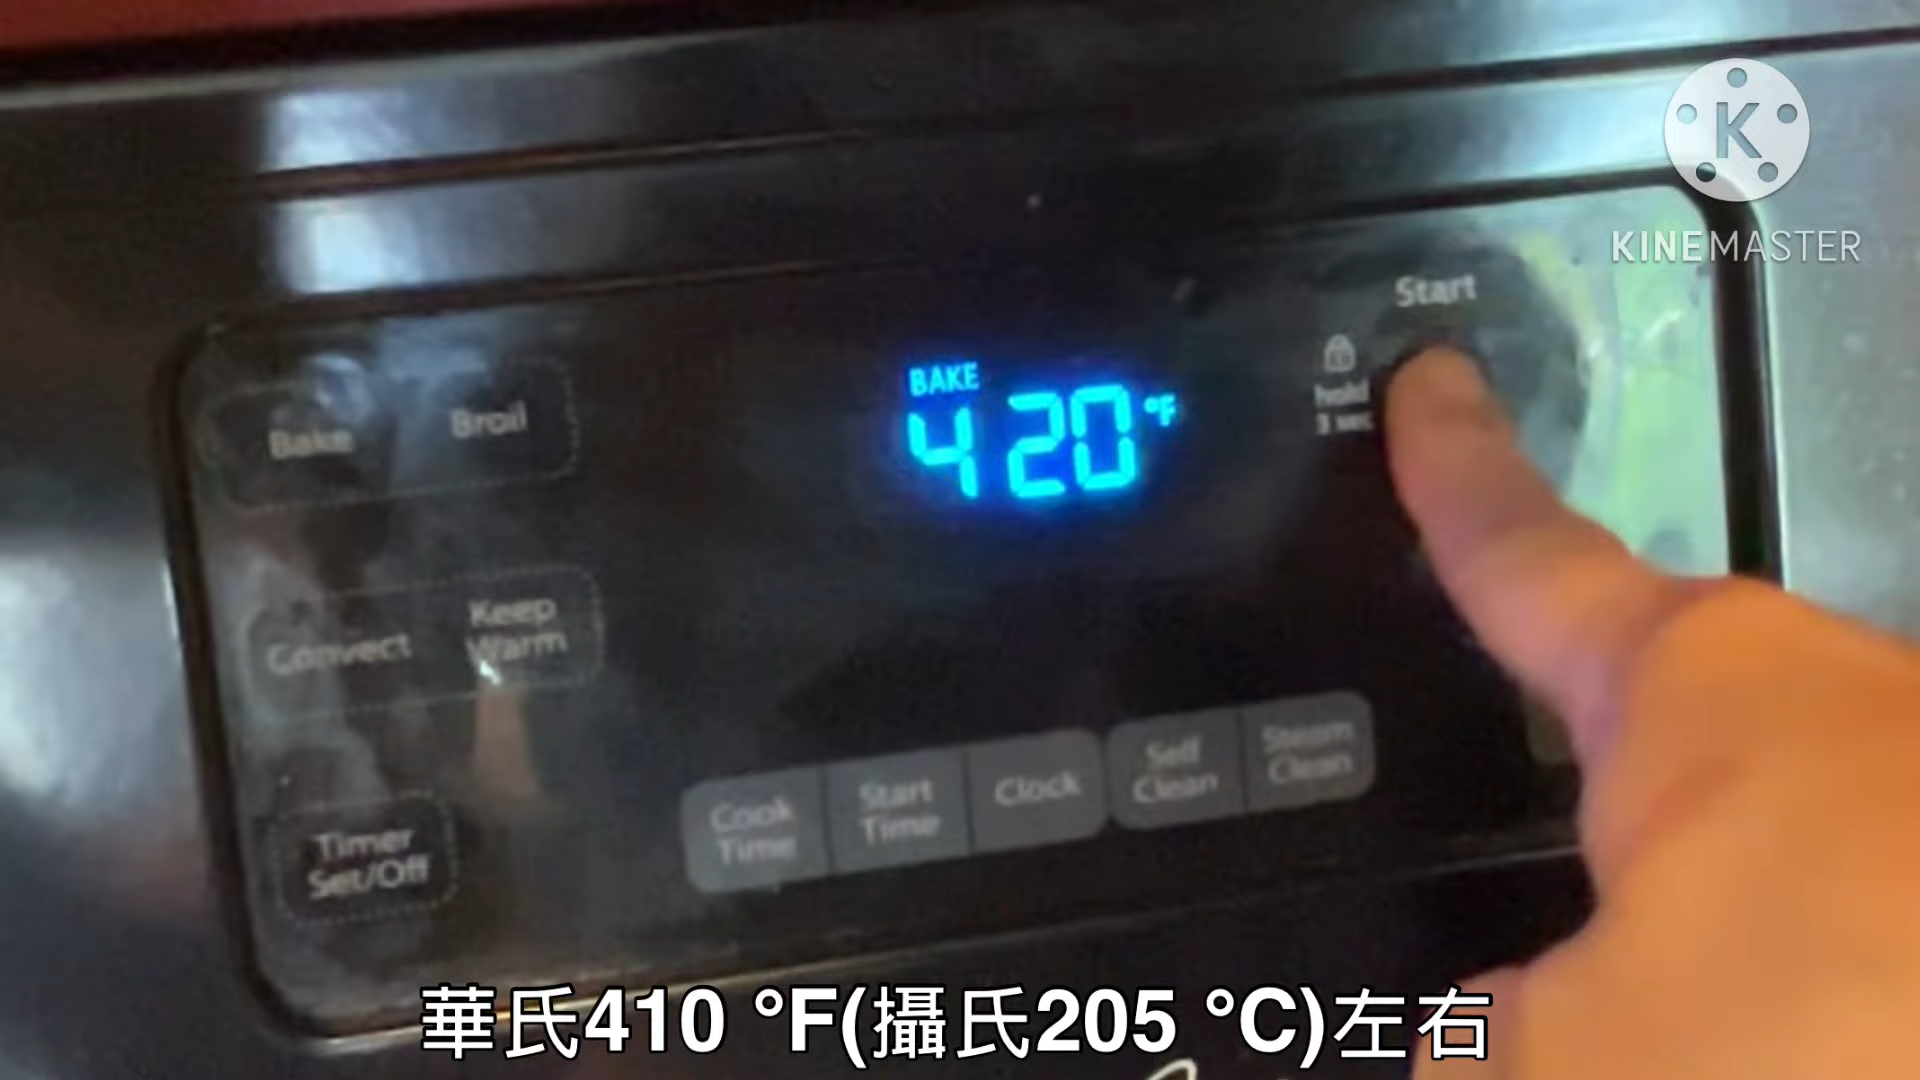 KINEMASTER
Start
hold
3 sec
BAKE
420 °F
Bake
Broil
Convect
Keep
Warm
Timer
Set/Off
Cook
Time
Start
Time
Clock
Self
Clean
Steam
Clean
華氏410 °F(攝氏205 °C)左右